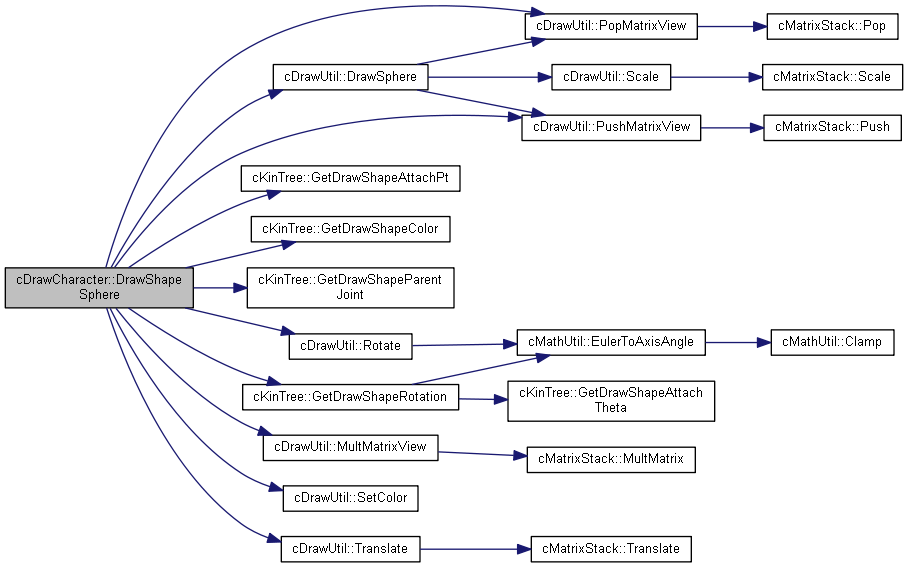 cDrawUtil::PopMatrixView
cMatrixStack::Pop
cDrawUtil::DrawSphere
cDrawUtil::Scale
cMatrixStack::Scale
cDrawUtil::PushMatrixView
cMatrixStack::Push
cKinTree::GetDrawShapeAttachPt
cKinTree::GetDrawShapeColor
cDrawCharacter::DrawShape
Sphere
cKinTree::GetDrawShapeParent
Joint
cDrawUtil::Rotate
cMathUtil::EulerToAxisAngle
cMathUtil::Clamp
cKinTree::GetDrawShapeRotation
cKinTree::GetDrawShapeAttach
Theta
cDrawUtil::MultMatrixView
cMatrixStack::MultMatrix
cDrawUtil::SetColor
cDrawUtil::Translate
cMatrixStack::Translate